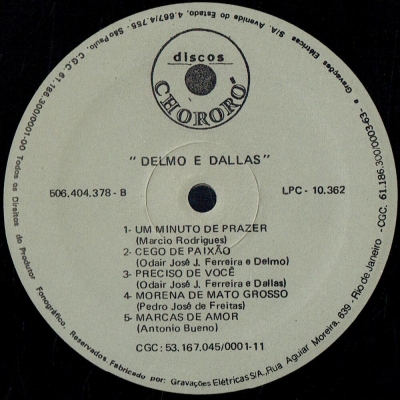 discos
CHORORÓ
" DELMO E DALLAS"
506.404.378 - B
LPC - 10.362
1- UM MINUTO DE PRAZER
(Marcio Rodrigues)
2- CEGO DE PAIXÃO
(Odair José J. Ferreira e Delmo)
3- PRECISO DE VOCÊ
(Odair José J. Ferreira e Dallas)
4- MORENA DE MATO GROSSO
(Pedro José de Freitas)
5- MARCAS DE AMOR
(Antonio Bueno)
CGC: 53.167.045/0001-11
Todos os Direitos do Produtor Fonográfico, Reservados Fabricado por: Gravações Elétricas S/A., Rua Aguiar Moreira, 639 - Rio de Janeiro - CGC. 61.186.300/0003-63 - e Gravações Elétricas S/A. Avenida do Estado, 4.667/4.755 - São Paulo, C.G.C. 61.186.300/0001-00